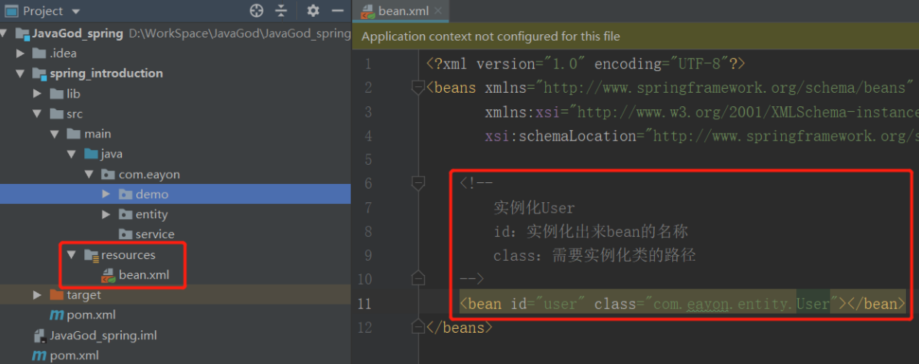 Project
JavaGod_spring D:\WorkSpace\JavaGod\JavaGod_spring
.idea
spring_introduction
lib
src
main
java
com.eayon
demo
entity
service
resources
bean.xml
target
pom.xml
JavaGod_spring.iml
pom.xml
bean.xml
Application context not configured for this file
1 <?xml version="1.0" encoding="UTF-8"?>
2 <beans xmlns="http://www.springframework.org/schema/beans"
3 xmlns:xsi="http://www.w3.org/2001/XMLSchema-instance
4 xsi:schemaLocation="http://www.springframework.org/s
5
6 <!--
7 实例化User
8 id：实例化出来bean的名称
9 class：需要实例化类的路径
10 -->
11 <bean id="user" class="com.eayon.entity.User"></bean>
12 </beans>